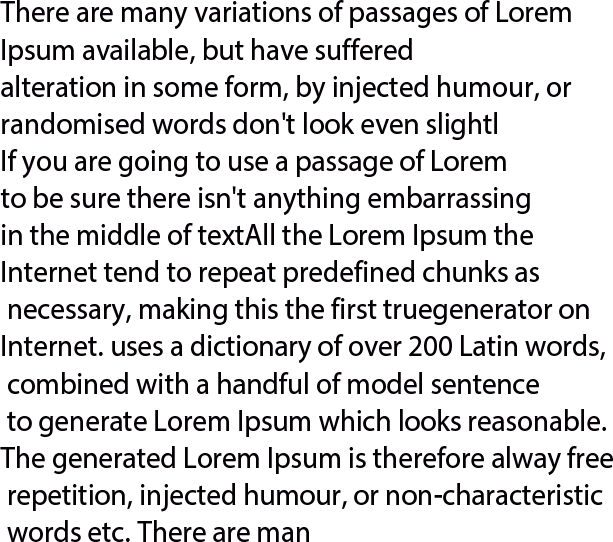 There are many variations of passages of Lorem
Ipsum available, but have suffered
alteration in some form, by injected humour, or
randomised words don't look even slightl
If you are going to use a passage of Lorem
to be sure there isn't anything embarrassing
in the middle of textAll the Lorem Ipsum the
Internet tend to repeat predefined chunks as
necessary, making this the first truegenerator on
Internet. uses a dictionary of over 200 Latin words,
combined with a handful of model sentence
to generate Lorem Ipsum which looks reasonable.
The generated Lorem Ipsum is therefore alway free
repetition, injected humour, or non-characteristic
words etc. There are man